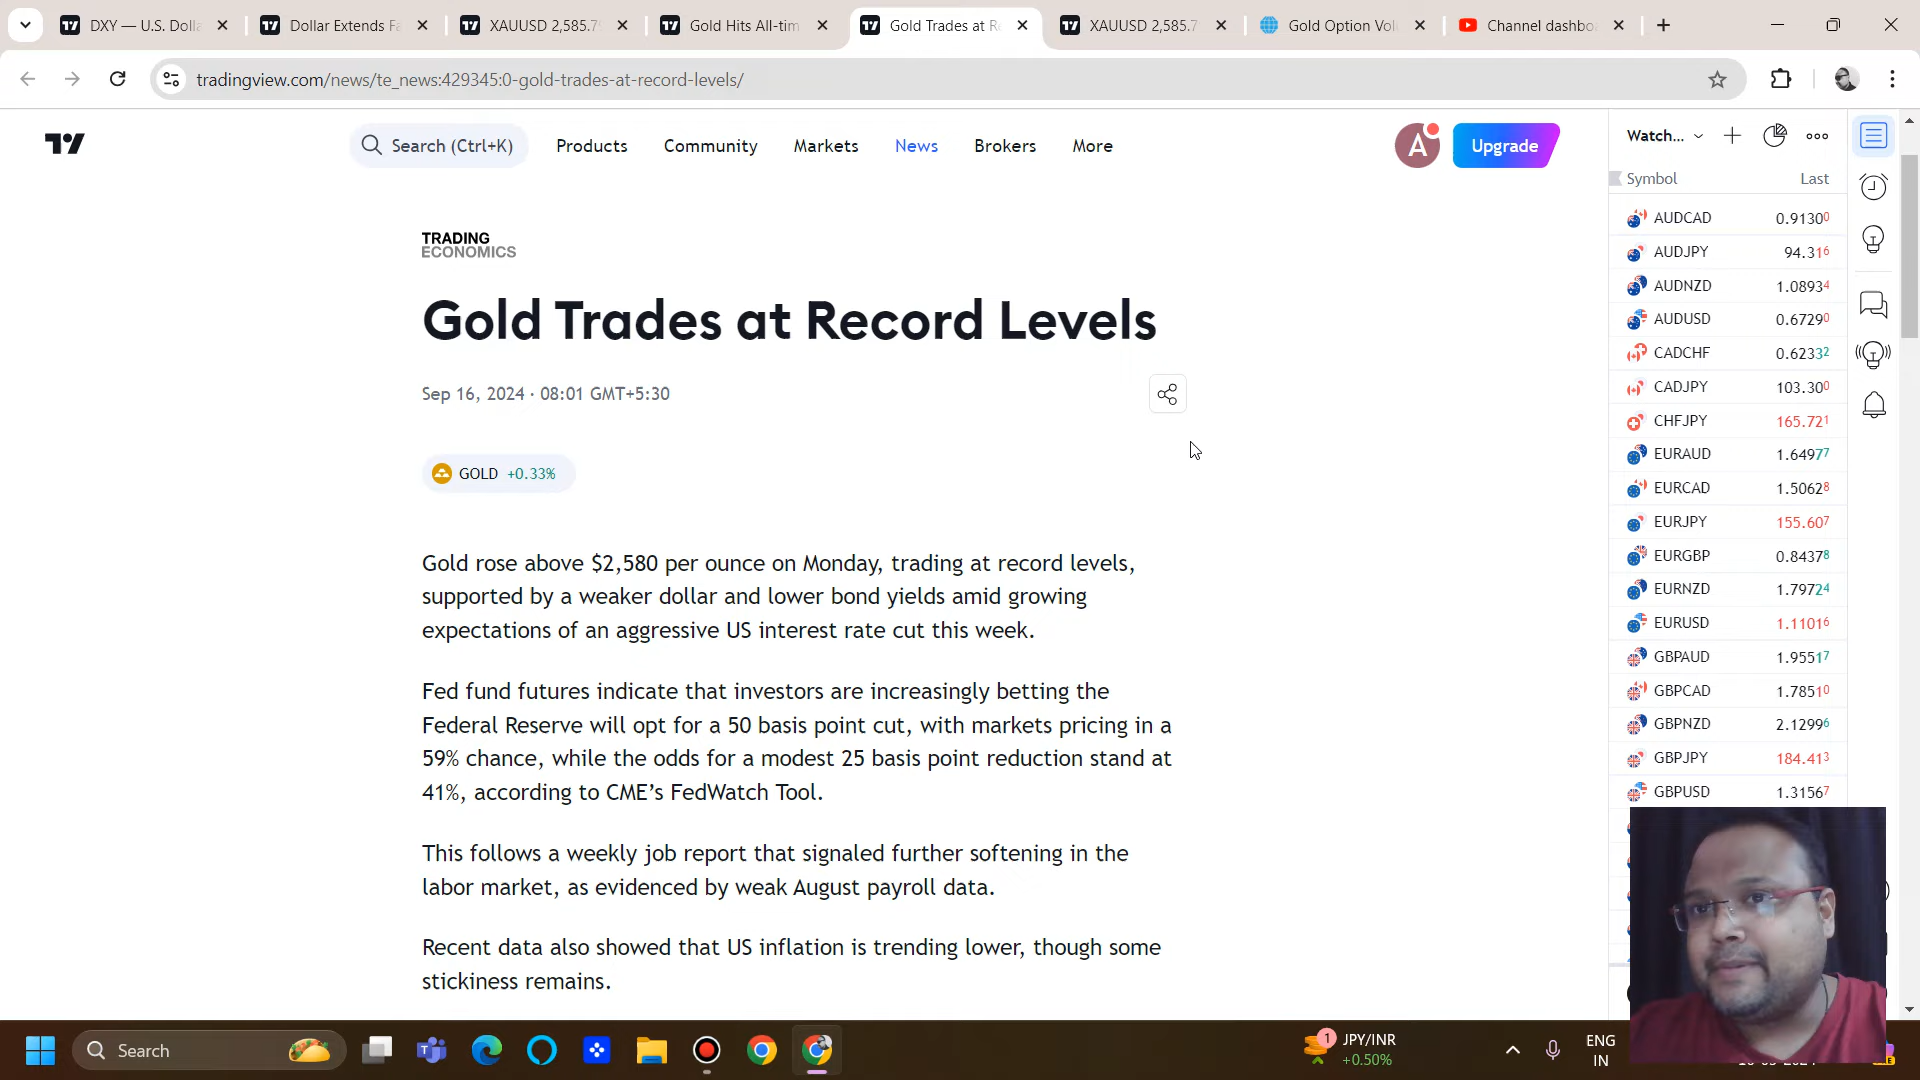 DXY — U.S. Dolla
Dollar Extends Fa
XAUUSD 2,585.79
Gold Hits All-tim
Gold Trades at Re
XAUUSD 2,585.7
Gold Option Vol
Channel dashbo
tradingview.com/news/te_news:429345:0-gold-trades-at-record-levels/
Search (Ctrl+K)
Products
Community
Markets
News
Brokers
More
A
Upgrade
Watch...
Symbol Last
AUDCAD 0.91300
AUDJPY 94.316
AUDNZD 1.08934
AUDUSD 0.67290
CADCHF 0.62332
CADJPY 103.300
CHFJPY 165.721
EURAUD 1.64977
EURCAD 1.50628
EURJPY 155.607
EURGBP 0.84378
EURNZD 1.79724
EURUSD 1.11016
GBPAUD 1.95517
GBPCAD 1.78510
GBPNZD 2.12996
GBPJPY 184.413
GBPUSD 1.31567
TRADING
ECONOMICS
Gold Trades at Record Levels
Sep 16, 2024 · 08:01 GMT+5:30
GOLD +0.33%
Gold rose above $2,580 per ounce on Monday, trading at record levels,
supported by a weaker dollar and lower bond yields amid growing
expectations of an aggressive US interest rate cut this week.
Fed fund futures indicate that investors are increasingly betting the
Federal Reserve will opt for a 50 basis point cut, with markets pricing in a
59% chance, while the odds for a modest 25 basis point reduction stand at
41%, according to CME’s FedWatch Tool.
This follows a weekly job report that signaled further softening in the
labor market, as evidenced by weak August payroll data.
Recent data also showed that US inflation is trending lower, though some
stickiness remains.
Search
1
JPY/INR
+0.50%
ENG
IN